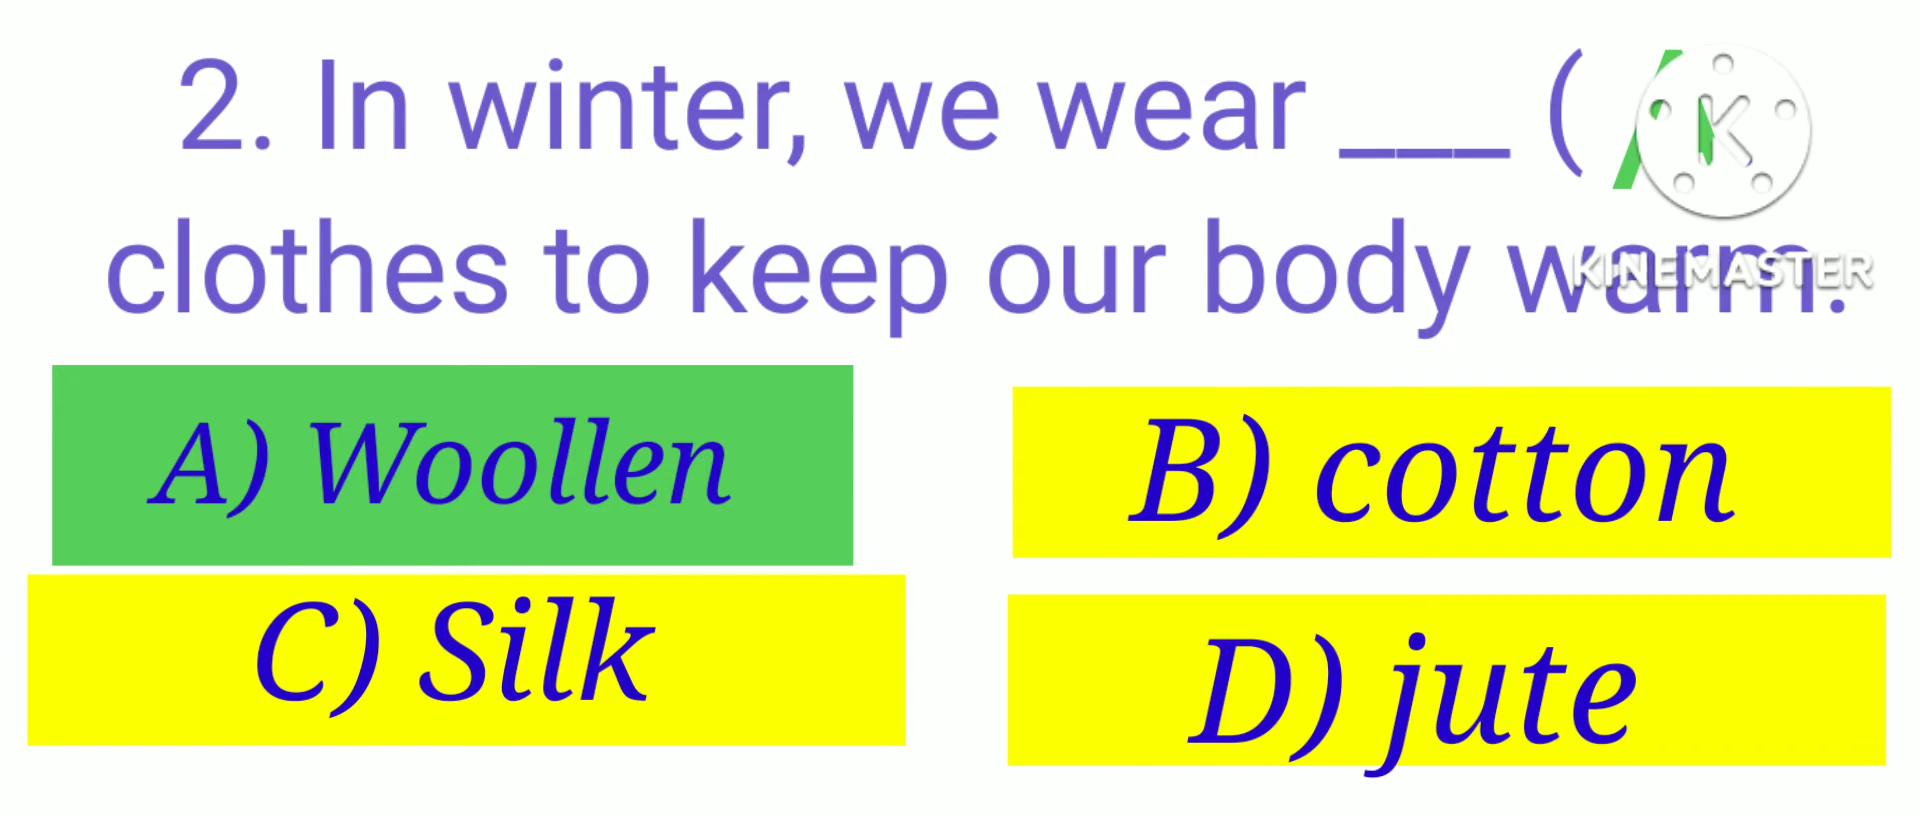 2. In winter, we wear ___ (
clothes to keep our body warm.
A) Woollen
B) cotton
C) Silk
D) jute
K
KINEMASTER